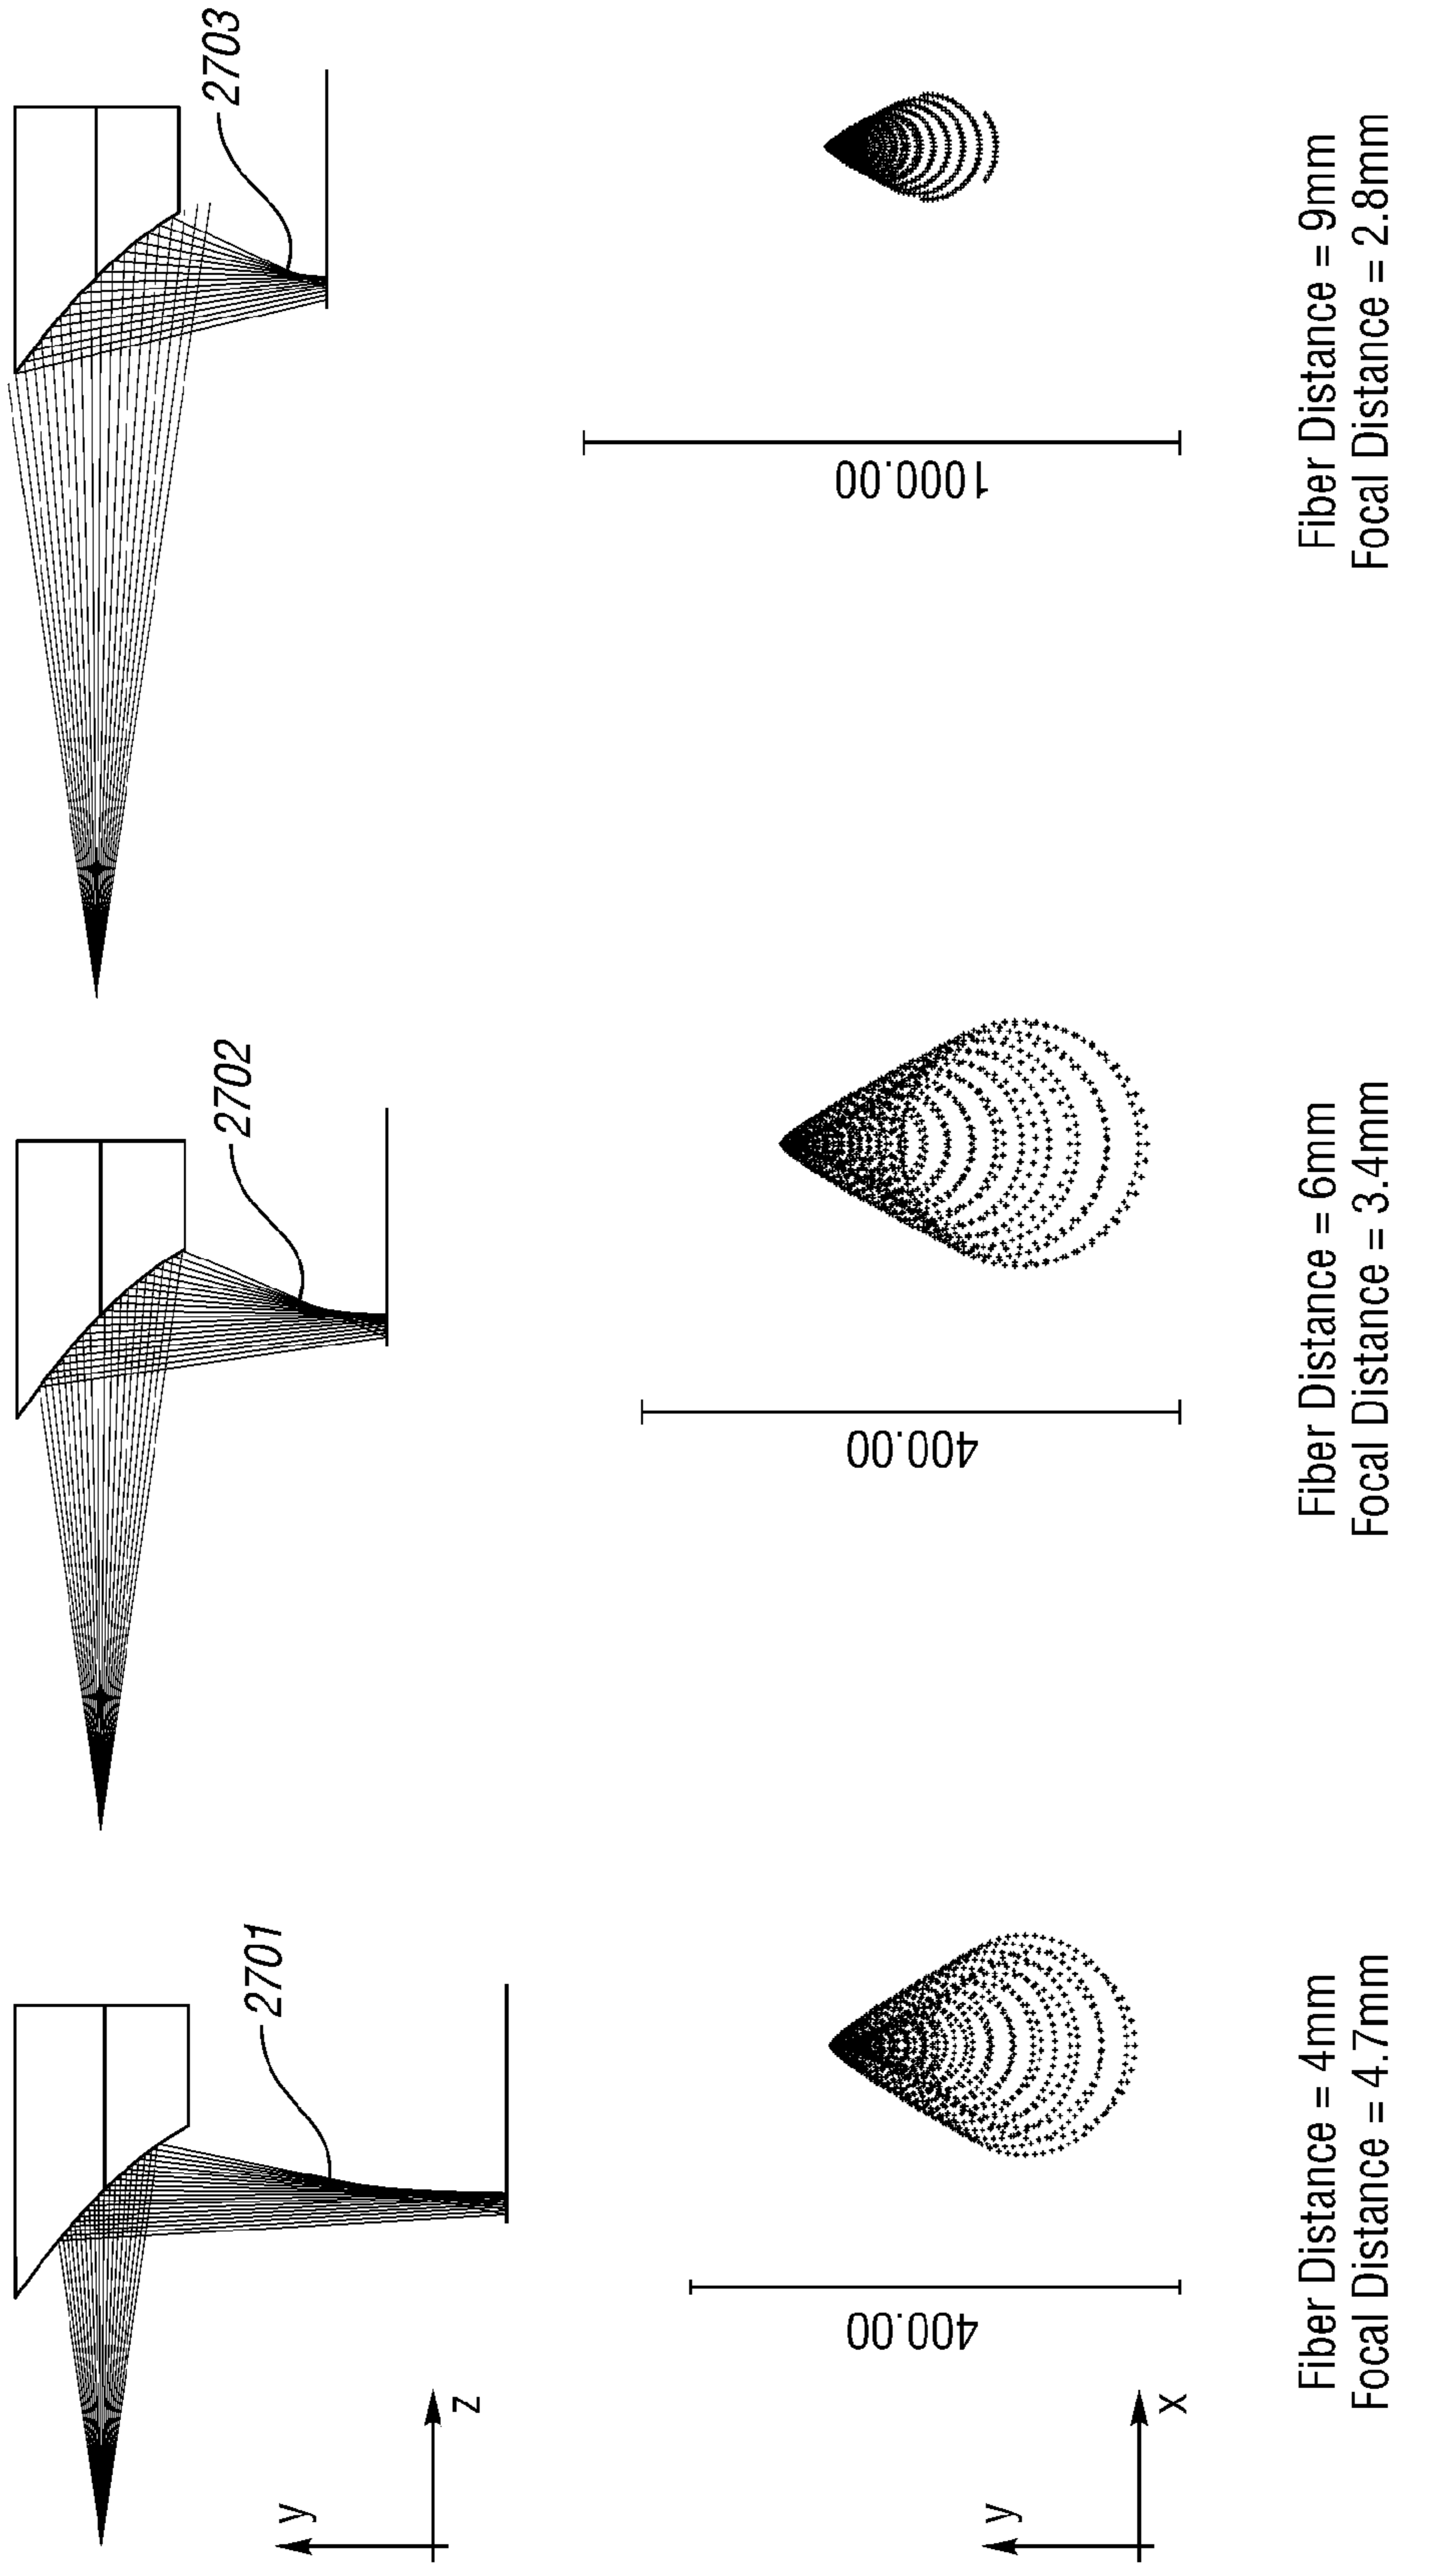 2701
2702
2703
y
z
400.00
400.00
1000.00
y
x
Fiber Distance = 4mm
Focal Distance = 4.7mm
Fiber Distance = 6mm
Focal Distance = 3.4mm
Fiber Distance = 9mm
Focal Distance = 2.8mm